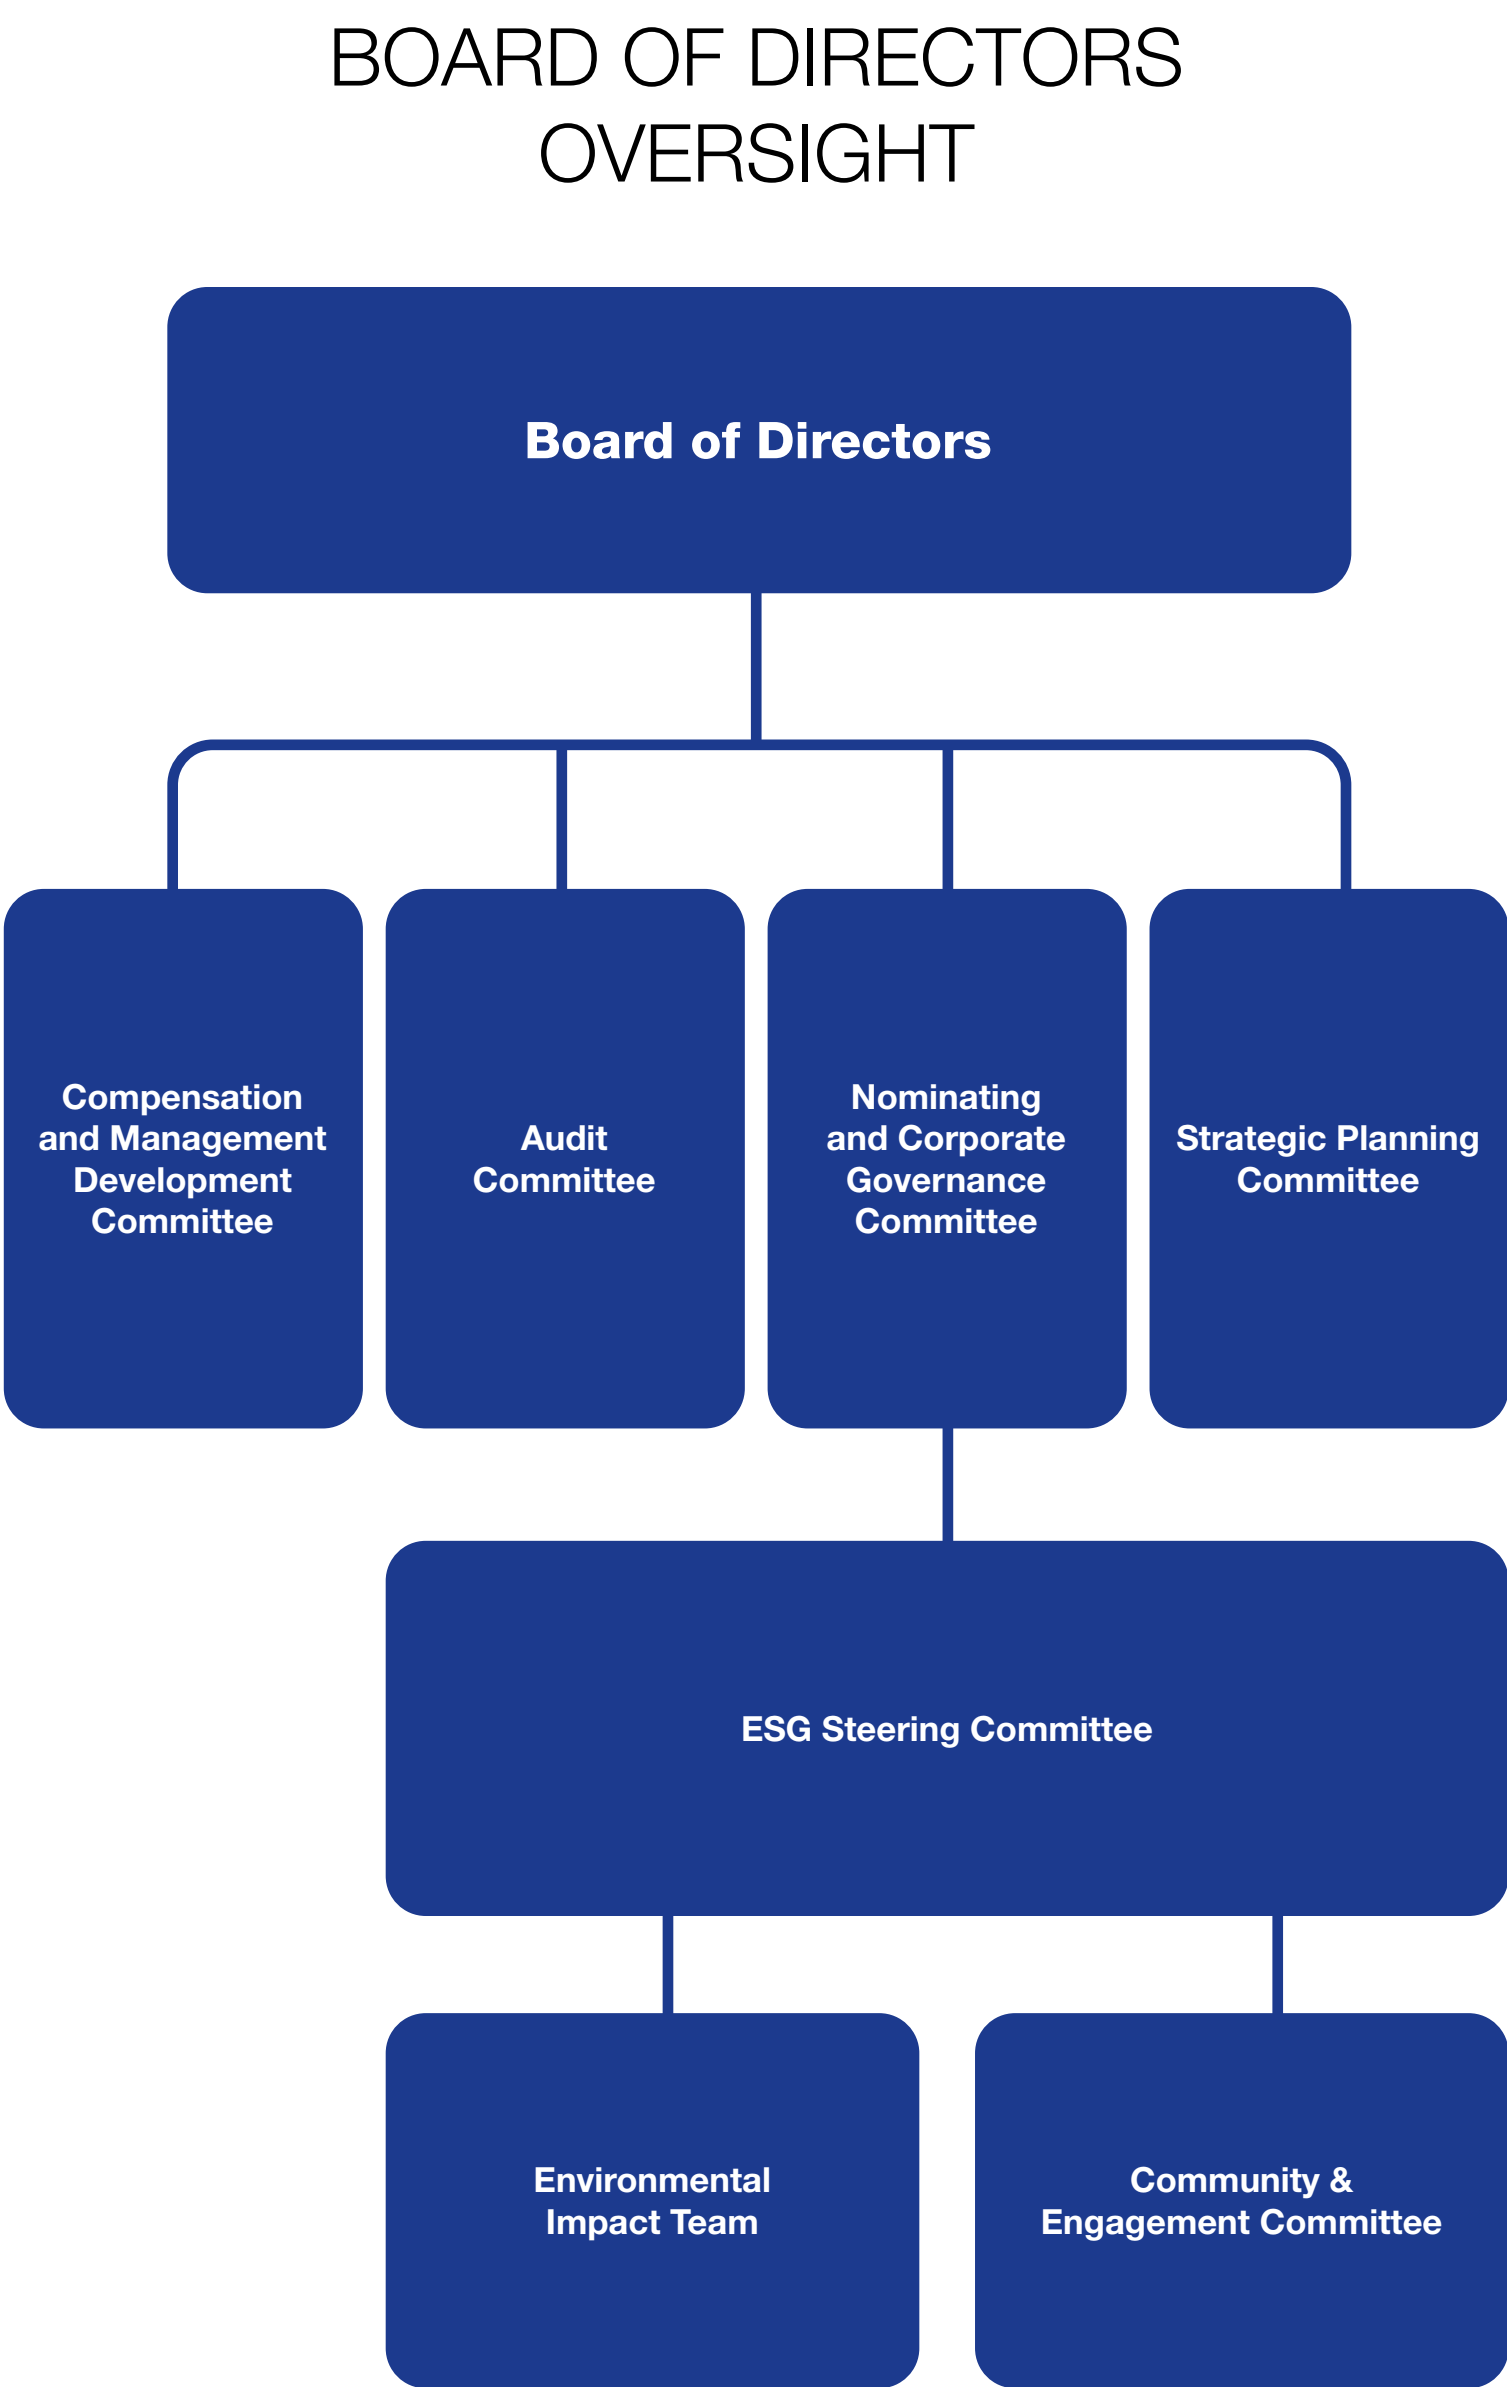 BOARD OF DIRECTORS
OVERSIGHT
Board of Directors
Compensation
and Management
Development
Committee
Audit
Committee
Nominating
and Corporate
Governance
Committee
Strategic Planning
Committee
ESG Steering Committee
Environmental
Impact Team
Community &
Engagement Committee